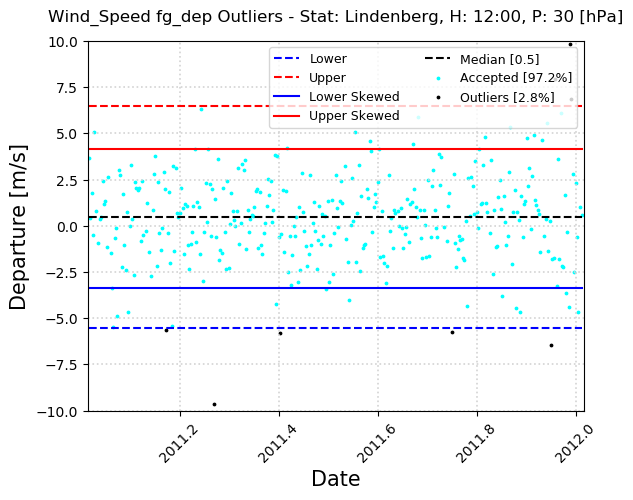 Wind_Speed fg_dep Outliers - Stat: Lindenberg, H: 12:00, P: 30 [hPa]
Lower
Upper
Lower Skewed
Upper Skewed
Median [0.5]
Accepted [97.2%]
Outliers [2.8%]
Departure [m/s]
10.0
7.5
5.0
2.5
0.0
−2.5
−5.0
−7.5
−10.0
2011.2
2011.4
2011.6
2011.8
2012.0
Date